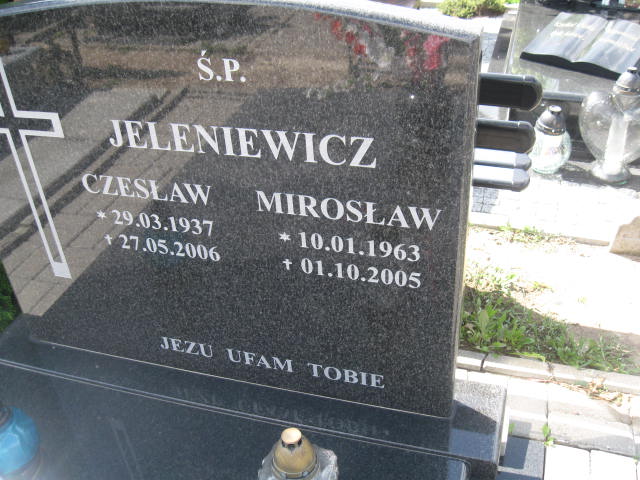 Ś.P.
JELENIEWICZ
CZESŁAW
* 29.03.1937
† 27.05.2006
MIROSŁAW
* 10.01.1963
† 01.10.2005
JEZU UFAM TOBIE